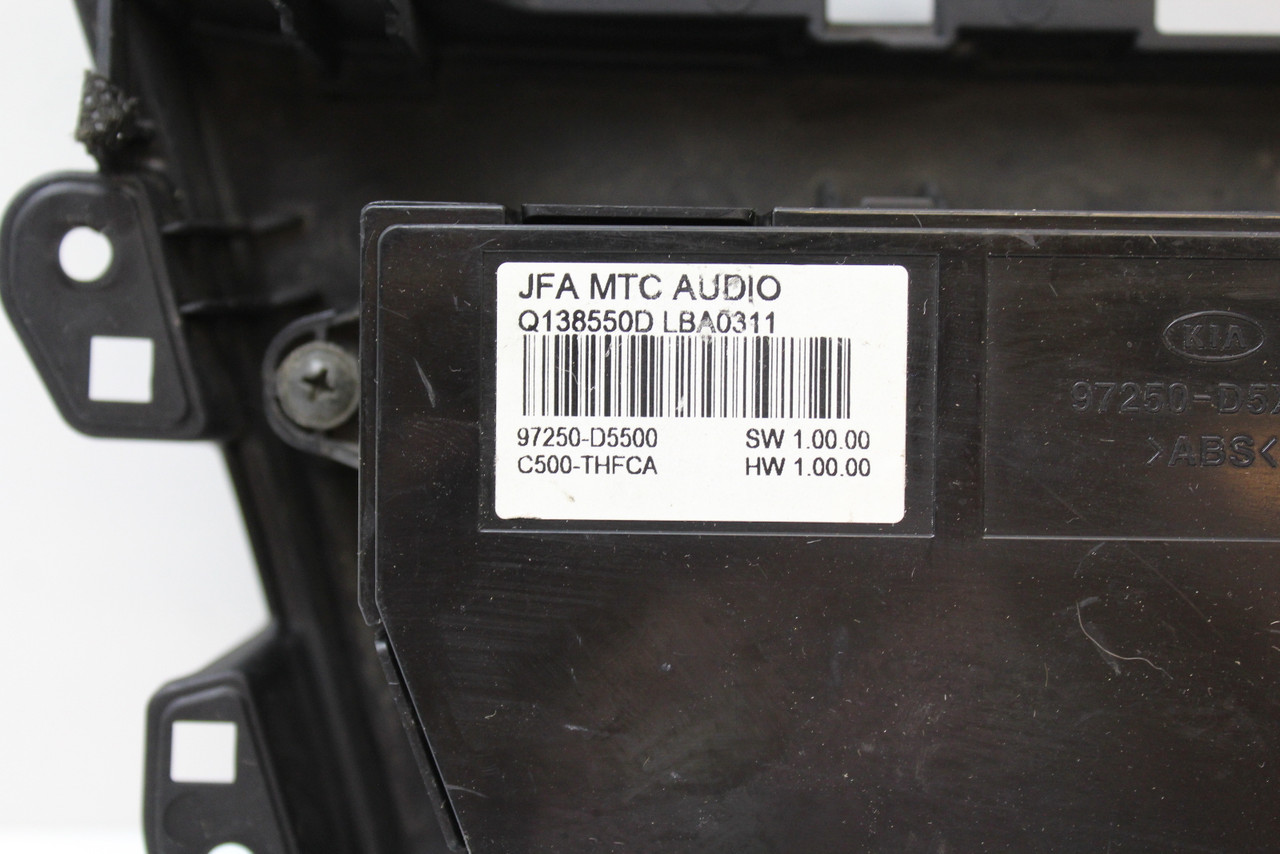 JFA MTC AUDIO
Q138550D LBA0311
97250-D5500 SW 1.00.00
C500-THFCA HW 1.00.00
KIA
>ABS<